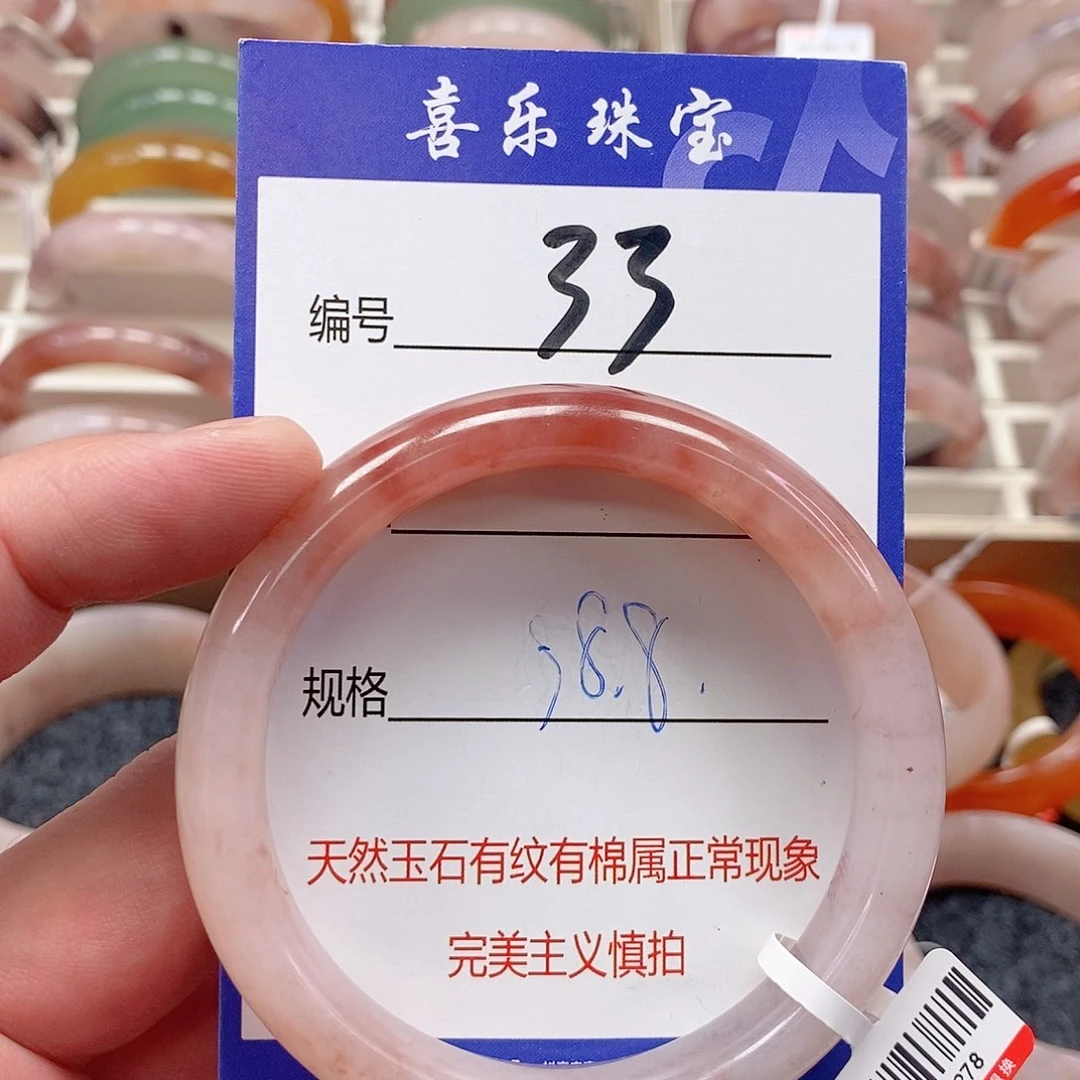 喜乐珠宝
编号 33
规格 58.8.
天然玉石有纹有棉属正常现象
完美主义慎拍
278